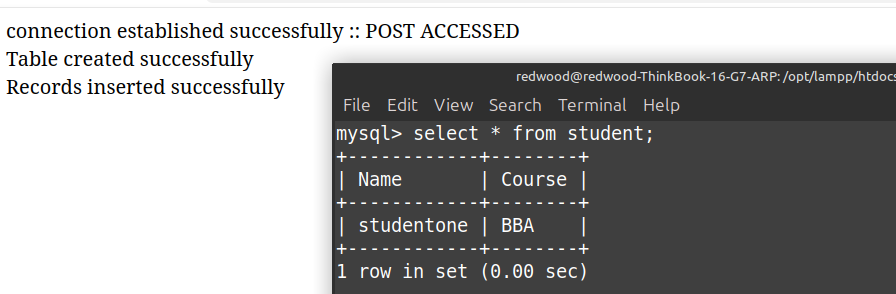 connection established successfully :: POST ACCESSED
Table created successfully
Records inserted successfully
redwood@redwood-ThinkBook-16-G7-ARP: /opt/lampp/htdocs
File Edit View Search Terminal Help
mysql> select * from student;
+------------+--------+
| Name       | Course |
+------------+--------+
| studentone | BBA    |
+------------+--------+
1 row in set (0.00 sec)